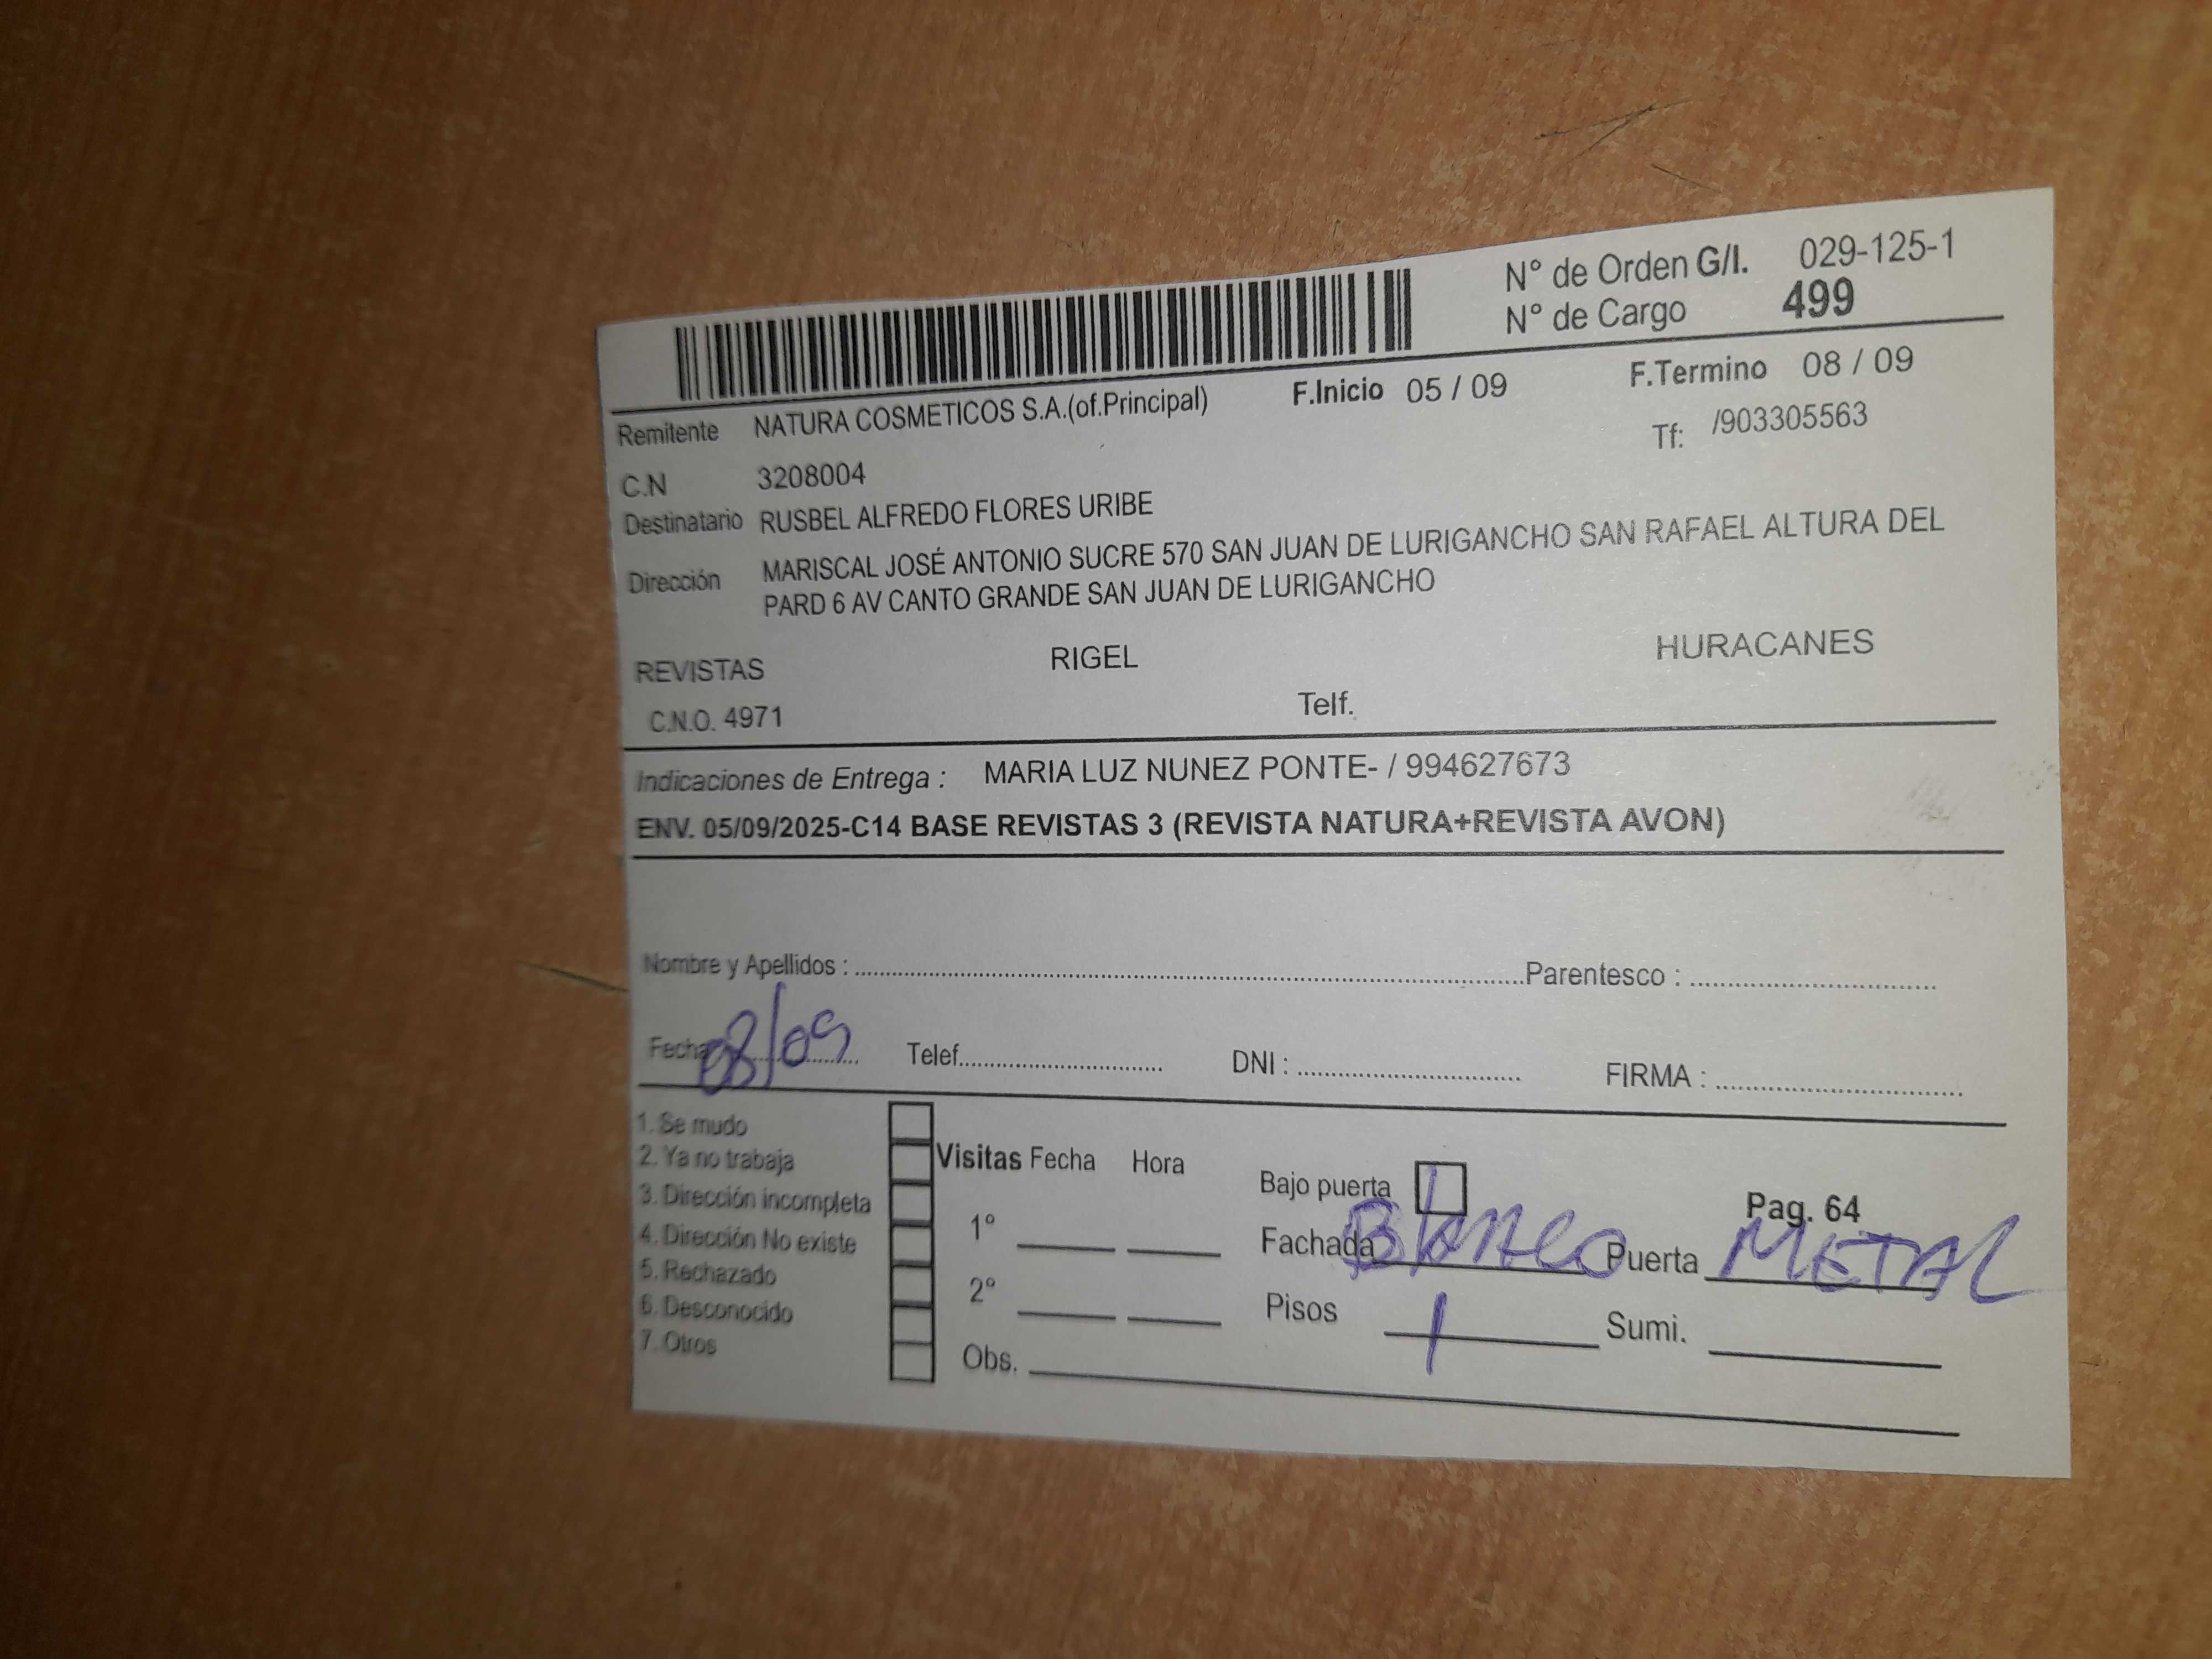 N° de Orden G/I. 029-125-1
N° de Cargo 499
F.Inicio 05 / 09 F.Termino 08 / 09
Remitente NATURA COSMETICOS S.A.(of.Principal) Tf: /903305563
C.N 3208004
Destinatario RUSBEL ALFREDO FLORES URIBE
Dirección MARISCAL JOSÉ ANTONIO SUCRE 570 SAN JUAN DE LURIGANCHO SAN RAFAEL ALTURA DEL
PARD 6 AV CANTO GRANDE SAN JUAN DE LURIGANCHO
REVISTAS RIGEL HURACANES
C.N.O. 4971 Telf.
Indicaciones de Entrega : MARIA LUZ NUNEZ PONTE- / 994627673
ENV. 05/09/2025-C14 BASE REVISTAS 3 (REVISTA NATURA+REVISTA AVON)
Nombre y Apellidos : Parentesco :
Fecha 08/09 Telef. DNI : FIRMA :
1. Se mudo
2. Ya no trabaja
3. Dirección incompleta
4. Dirección No existe
5. Rechazado
6. Desconocido
7. Otros
Visitas Fecha Hora
1°
2°
Obs.
Bajo puerta Pag. 64
Fachada Blanco Puerta METAL
Pisos 1 Sumi.